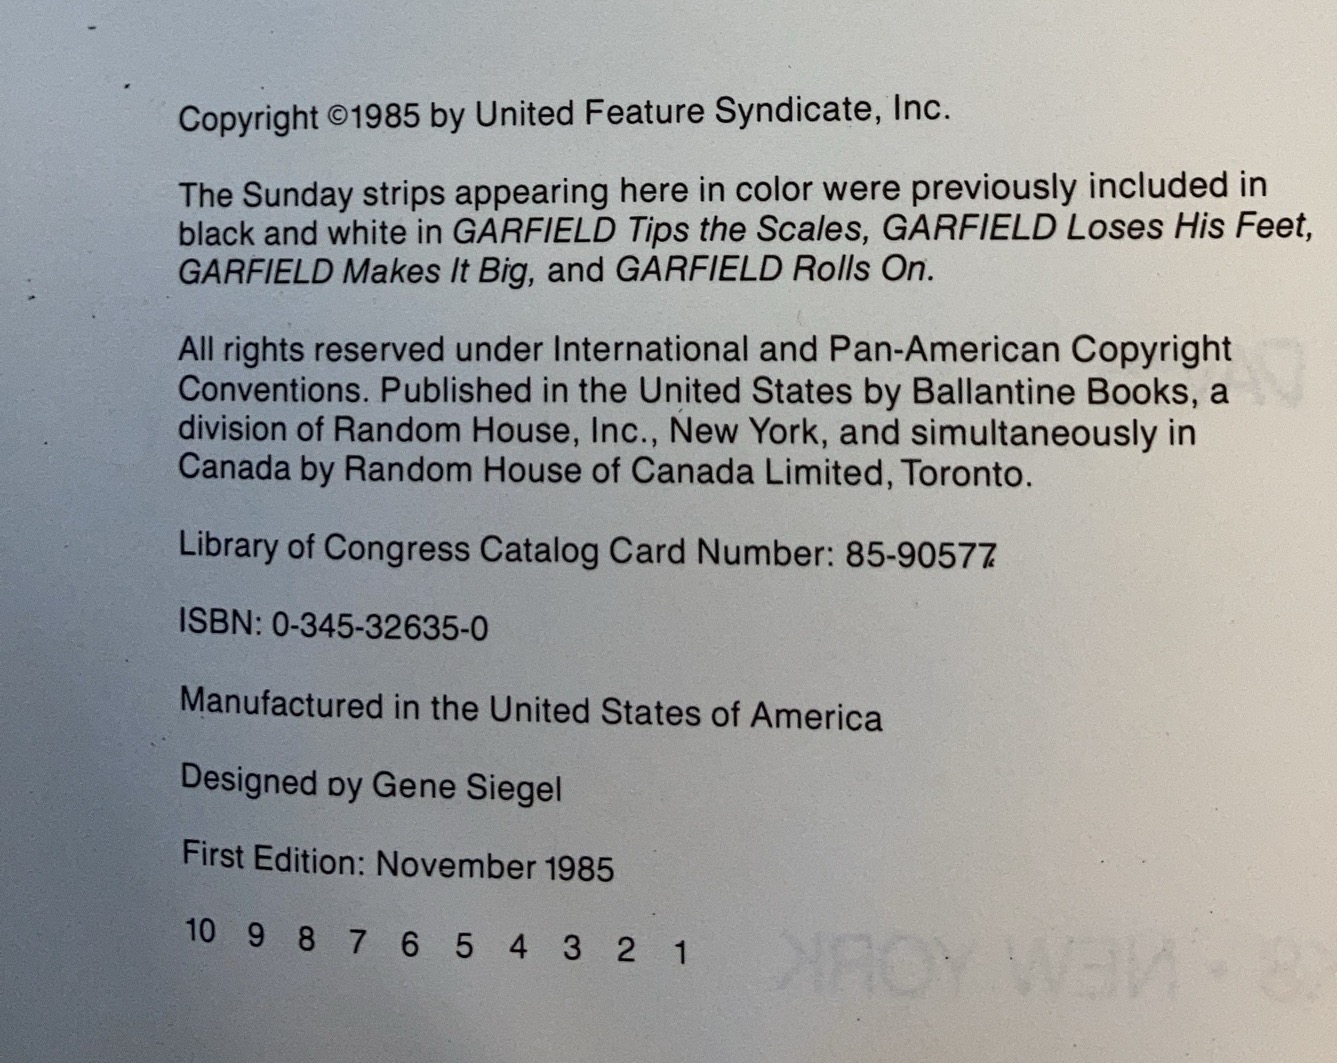 Copyright ©1985 by United Feature Syndicate, Inc.
The Sunday strips appearing here in color were previously included in
black and white in GARFIELD Tips the Scales, GARFIELD Loses His Feet,
GARFIELD Makes It Big, and GARFIELD Rolls On.
All rights reserved under International and Pan-American Copyright
Conventions. Published in the United States by Ballantine Books, a
division of Random House, Inc., New York, and simultaneously in
Canada by Random House of Canada Limited, Toronto.
Library of Congress Catalog Card Number: 85-90577
ISBN: 0-345-32635-0
Manufactured in the United States of America
Designed by Gene Siegel
First Edition: November 1985
10 9 8 7 6 5 4 3 2 1
NEW YORK